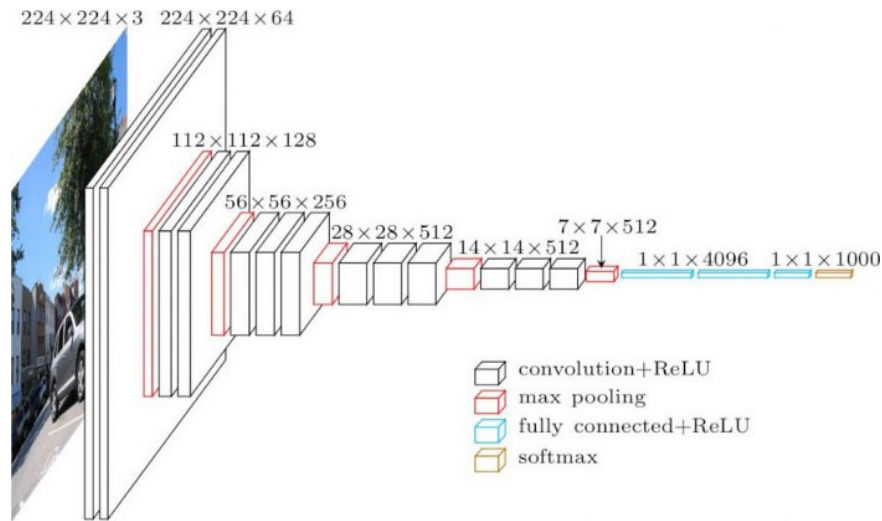 224×224×3
224×224×64
112×112×128
56×56×256
28×28×512
14×14×512
7×7×512
1×1×4096
1×1×1000
convolution+ReLU
max pooling
fully connected+ReLU
softmax